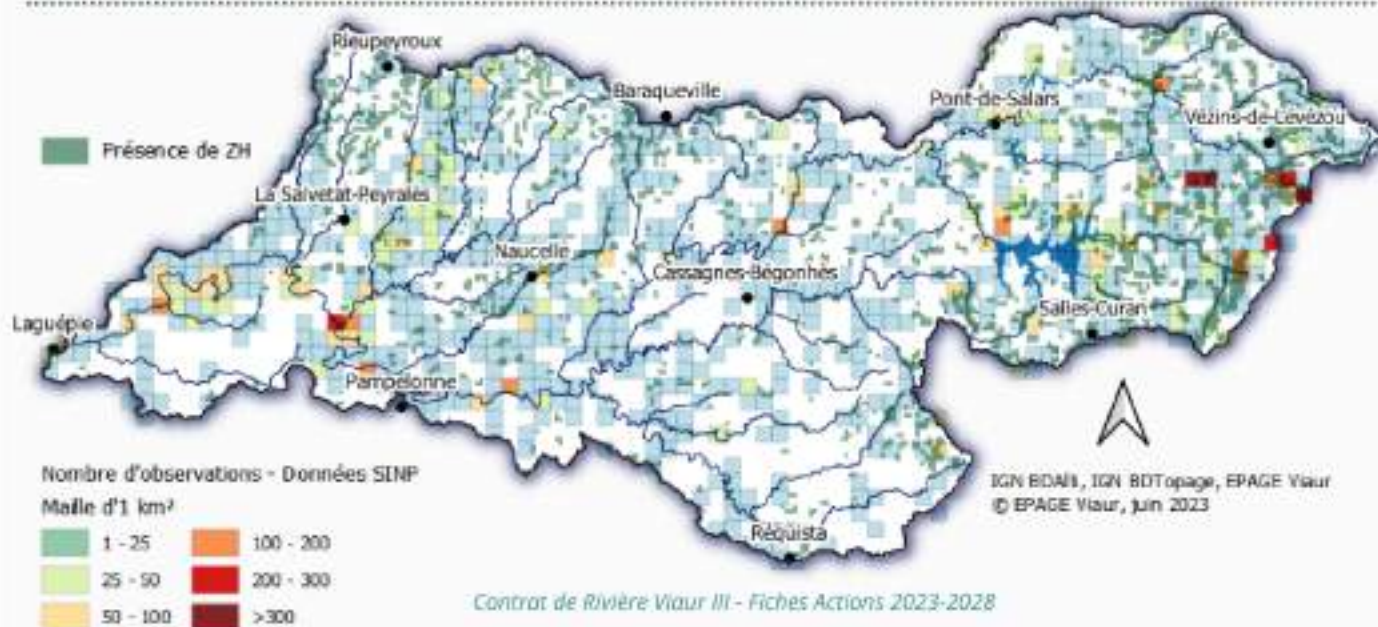 Rieupeyroux
Baraqueville
Pont-de-Salars
Vézins-de-Lévézou
Présence de ZH
La Salvetat-Peyralès
Naucelle
Cassagnes-Bégonhès
Salles-Curan
Laguépie
Pampelonne
Réquista
Nombre d'observations - Données SINP
Maille d'1 km²
1 - 25
100 - 200
25 - 50
200 - 300
50 - 100
>300
IGN BDAlti, IGN BDTopage, EPAGE Viaur
© EPAGE Viaur, juin 2023
Contrat de Rivière Viaur III - Fiches Actions 2023-2028